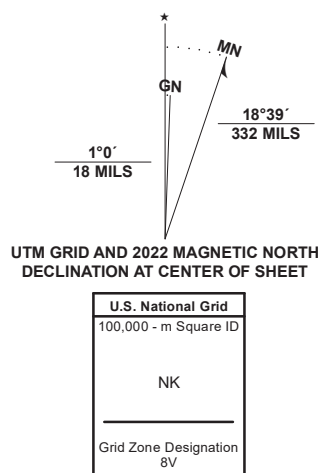 ★
MN
GN
18°39´
332 MILS
1°0´
18 MILS
UTM GRID AND 2022 MAGNETIC NORTH
DECLINATION AT CENTER OF SHEET
U.S. National Grid
100,000 - m Square ID
NK
Grid Zone Designation
8V